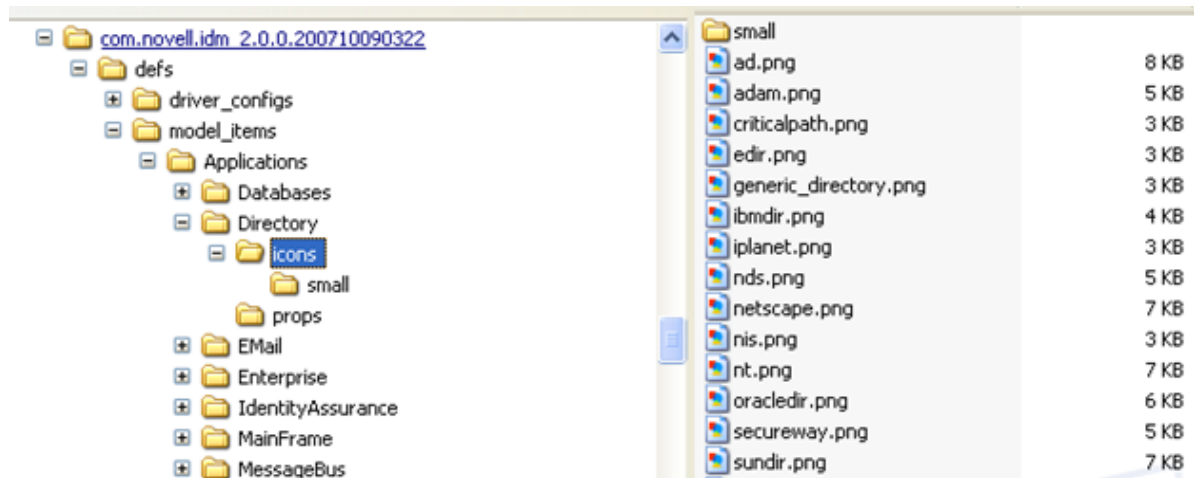 com.novell.idm_2.0.0.200710090322
defs
driver_configs
model_items
Applications
Databases
Directory
icons
small
props
EMail
Enterprise
IdentityAssurance
MainFrame
MessageBus
small
ad.png 8 KB
adam.png 5 KB
criticalpath.png 3 KB
edir.png 3 KB
generic_directory.png 3 KB
ibmdir.png 4 KB
iplanet.png 3 KB
nds.png 5 KB
netscape.png 7 KB
nis.png 3 KB
nt.png 7 KB
oracledir.png 6 KB
secureway.png 5 KB
sundir.png 7 KB